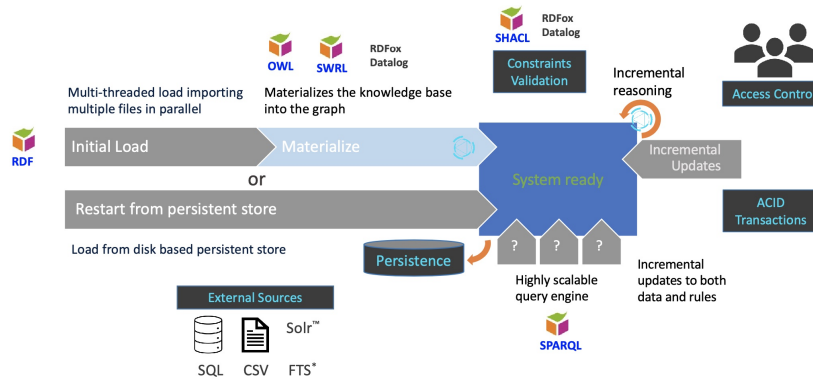 RDFox
Datalog
SHACL
OWL
SWRL
RDFox
Datalog
Constraints
Validation
Incremental
reasoning
Access Control
Multi-threaded load importing
multiple files in parallel
Materializes the knowledge base
into the graph
RDF
Initial Load
Materialize
Incremental
Updates
or
System ready
Restart from persistent store
ACID
Transactions
Load from disk based persistent store
Persistence
? ? ?
Highly scalable
query engine
Incremental
updates to both
data and rules
External Sources
SPARQL
Solr™
SQL
CSV
FTS*